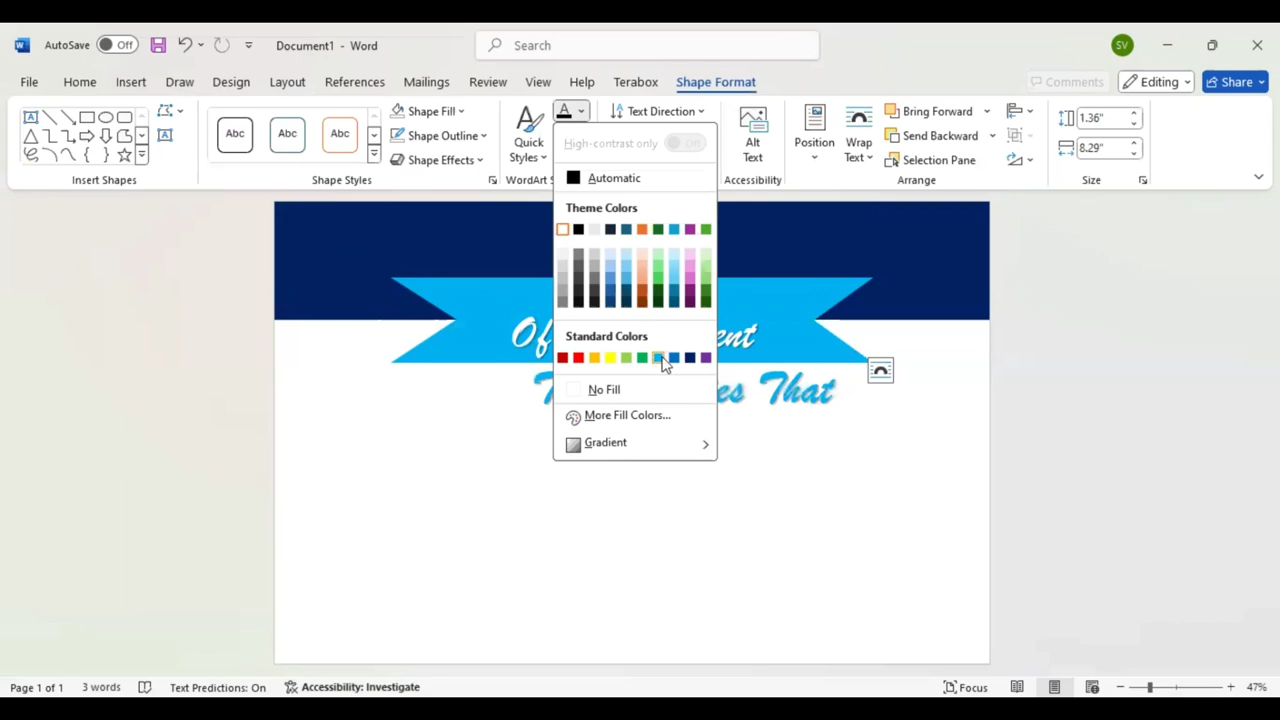 AutoSave Off Document1 - Word Search SV
File Home Insert Draw Design Layout References Mailings Review View Help Terabox Shape Format Comments Editing Share
Abc Abc Abc
Shape Fill
Shape Outline
Shape Effects
Quick Styles
A
Text Direction
Alt Text
Position
Wrap Text
Bring Forward
Send Backward
Selection Pane
1.36"
8.29"
Insert Shapes Shape Styles WordArt S Accessibility Arrange Size
High-contrast only Off
Automatic
Theme Colors
Standard Colors
No Fill
More Fill Colors...
Gradient
That
Page 1 of 1 3 words Text Predictions: On Accessibility: Investigate Focus 47%